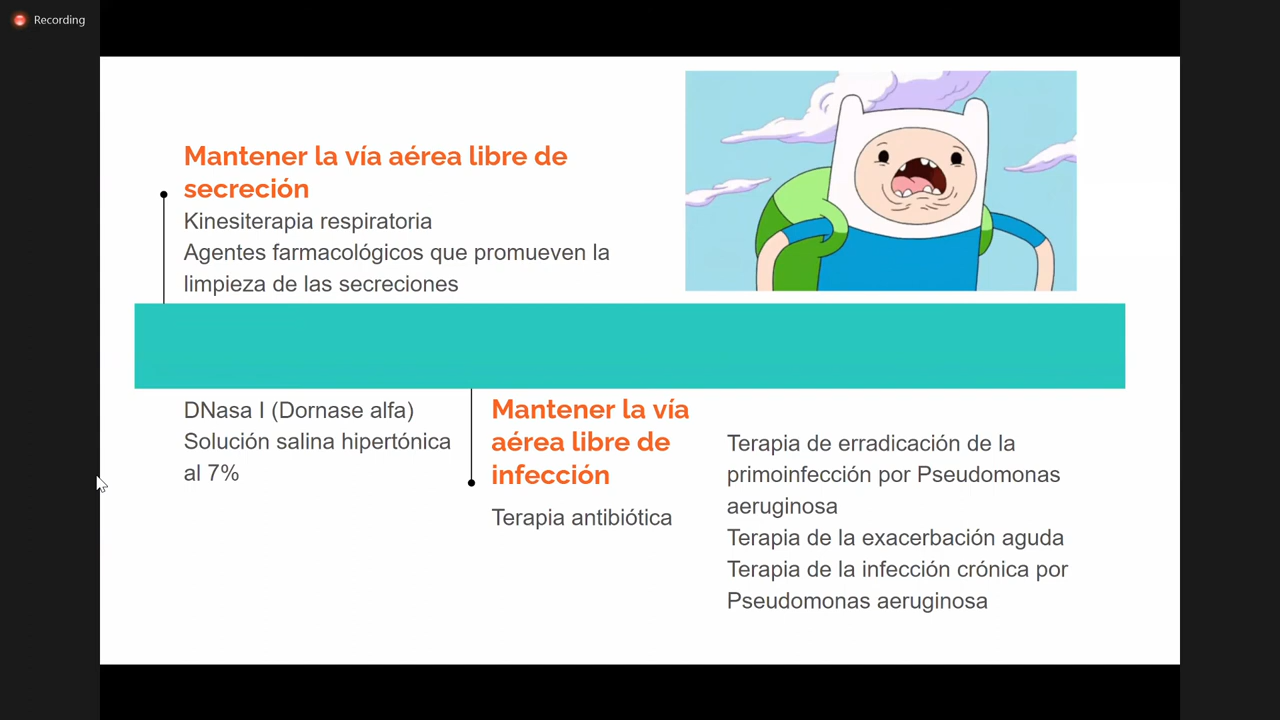 Recording
Mantener la vía aérea libre de
secreción
Kinesiterapia respiratoria
Agentes farmacológicos que promueven la
limpieza de las secreciones
DNasa I (Dornase alfa)
Solución salina hipertónica
al 7%
Mantener la vía
aérea libre de
infección
Terapia antibiótica
Terapia de erradicación de la
primoinfección por Pseudomonas
aeruginosa
Terapia de la exacerbación aguda
Terapia de la infección crónica por
Pseudomonas aeruginosa